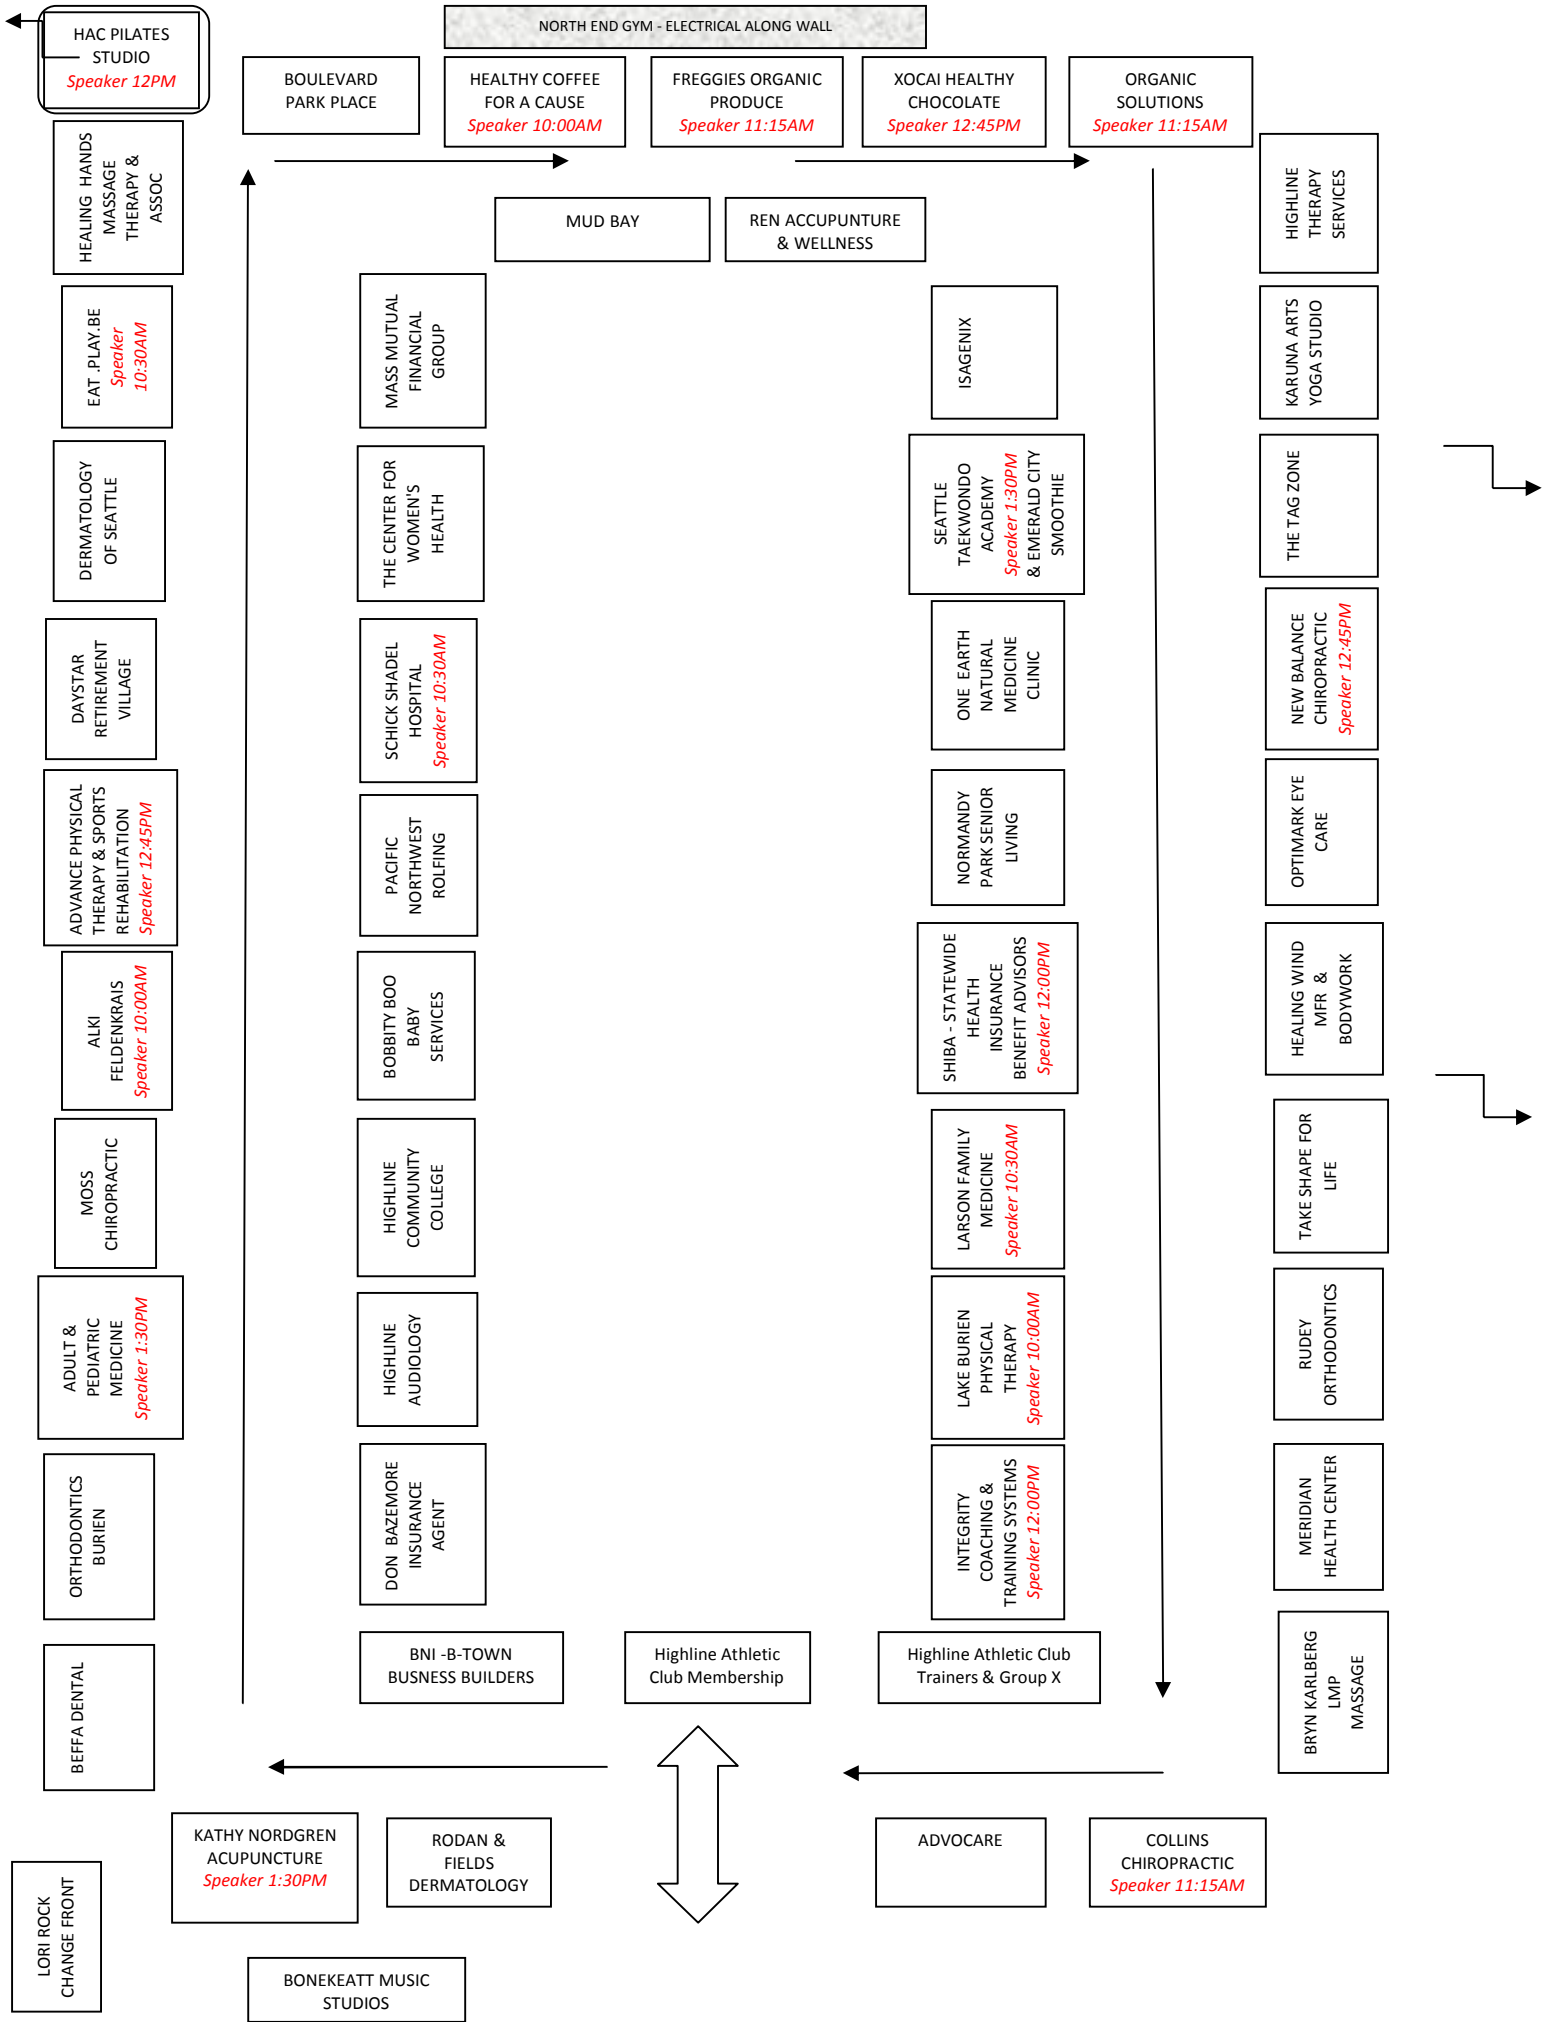 HAC PILATES
STUDIO
Speaker 12PM
NORTH END GYM - ELECTRICAL ALONG WALL
BOULEVARD
PARK PLACE
HEALTHY COFFEE
FOR A CAUSE
Speaker 10:00AM
FREGGIES ORGANIC
PRODUCE
Speaker 11:15AM
XOCAI HEALTHY
CHOCOLATE
Speaker 12:45PM
ORGANIC
SOLUTIONS
Speaker 11:15AM
MUD BAY
REN ACCUPUNTURE
& WELLNESS
HEALING HANDS
MASSAGE
THERAPY &
ASSOC
EAT .PLAY.BE
Speaker
10:30AM
DERMATOLOGY
OF SEATTLE
DAYSTAR
RETIREMENT
VILLAGE
ADVANCE PHYSICAL
THERAPY & SPORTS
REHABILITATION
Speaker 12:45PM
ALKI
FELDENKRAIS
Speaker 10:00AM
MOSS
CHIROPRACTIC
ADULT &
PEDIATRIC
MEDICINE
Speaker 1:30PM
ORTHODONTICS
BURIEN
BEFFA DENTAL
MASS MUTUAL
FINANCIAL
GROUP
THE CENTER FOR
WOMEN'S
HEALTH
SCHICK SHADEL
HOSPITAL
Speaker 10:30AM
PACIFIC
NORTHWEST
ROLFING
BOBBITY BOO
BABY
SERVICES
HIGHLINE
COMMUNITY
COLLEGE
HIGHLINE
AUDIOLOGY
DON BAZEMORE
INSURANCE
AGENT
ISAGENIX
SEATTLE
TAEKWONDO
ACADEMY
Speaker 1:30PM
& EMERALD CITY
SMOOTHIE
ONE EARTH
NATURAL
MEDICINE
CLINIC
NORMANDY
PARK SENIOR
LIVING
SHIBA - STATEWIDE
HEALTH
INSURANCE
BENEFIT ADVISORS
Speaker 12:00PM
LARSON FAMILY
MEDICINE
Speaker 10:30AM
LAKE BURIEN
PHYSICAL
THERAPY
Speaker 10:00AM
INTEGRITY
COACHING &
TRAINING SYSTEMS
Speaker 12:00PM
HIGHLINE
THERAPY
SERVICES
KARUNA ARTS
YOGA STUDIO
THE TAG ZONE
NEW BALANCE
CHIROPRACTIC
Speaker 12:45PM
OPTIMARK EYE
CARE
HEALING WIND
MFR &
BODYWORK
TAKE SHAPE FOR
LIFE
RUDEY
ORTHODONTICS
MERIDIAN
HEALTH CENTER
BRYN KARLBERG
LMP
MASSAGE
BNI -B-TOWN
BUSNESS BUILDERS
Highline Athletic
Club Membership
Highline Athletic Club
Trainers & Group X
KATHY NORDGREN
ACUPUNCTURE
Speaker 1:30PM
RODAN &
FIELDS
DERMATOLOGY
ADVOCARE
COLLINS
CHIROPRACTIC
Speaker 11:15AM
LORI ROCK
CHANGE FRONT
BONEKEATT MUSIC
STUDIOS